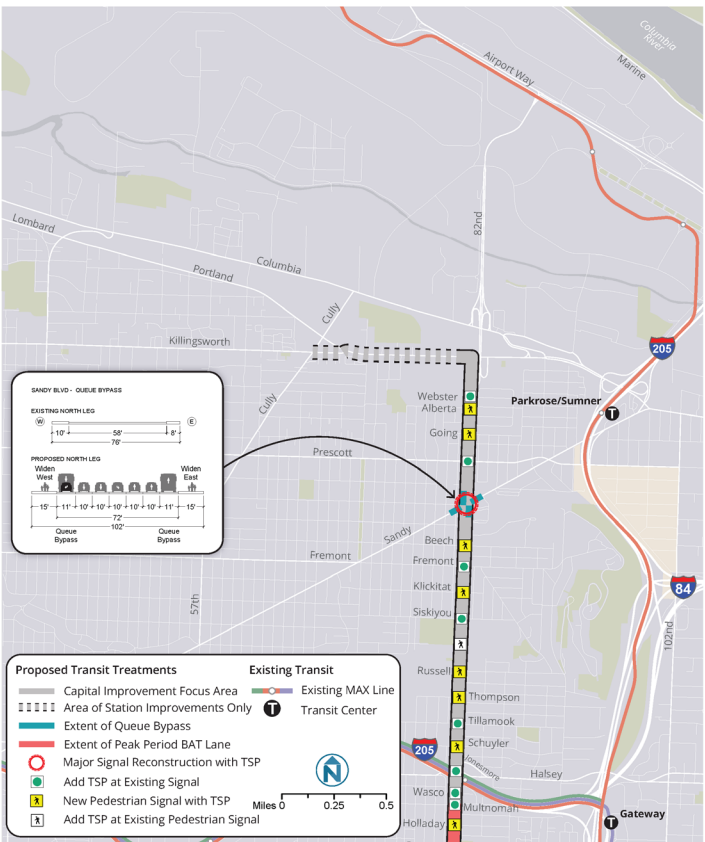 Columbia
River
Marine
Airport Way
82nd
Lombard
Columbia
Portland
Cully
Killingsworth
205
Webster
Alberta
Parkrose/Sumner
T
Cully
Going
Prescott
SANDY BLVD - QUEUE BYPASS
EXISTING NORTH LEG
W
E
10'
58'
8'
76'
PROPOSED NORTH LEG
Widen
West
Widen
East
15' 11' 10' 10' 10' 10' 10' 11' 15'
72'
102'
Queue
Bypass
Queue
Bypass
Sandy
Beech
Fremont
Fremont
Klickitat
84
57th
Siskiyou
102nd
Russell
Thompson
Tillamook
Schuyler
205
Jonesmore
Halsey
Wasco
Multnomah
Holladay
Gateway
T
Proposed Transit Treatments
Capital Improvement Focus Area
Area of Station Improvements Only
Extent of Queue Bypass
Extent of Peak Period BAT Lane
Major Signal Reconstruction with TSP
Add TSP at Existing Signal
New Pedestrian Signal with TSP
Add TSP at Existing Pedestrian Signal
Existing Transit
Existing MAX Line
T Transit Center
N
Miles 0 0.25 0.5